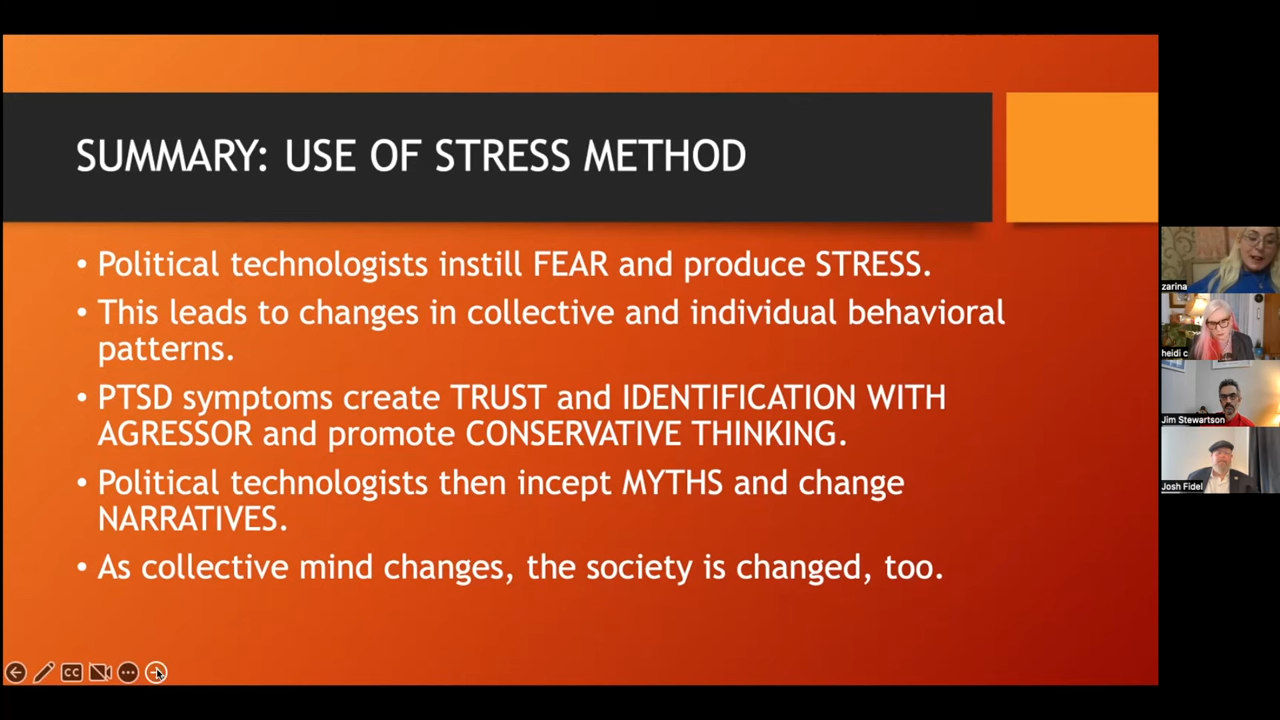 SUMMARY: USE OF STRESS METHOD
• Political technologists instill FEAR and produce STRESS.
• This leads to changes in collective and individual behavioral
patterns.
• PTSD symptoms create TRUST and IDENTIFICATION WITH
AGRESSOR and promote CONSERVATIVE THINKING.
• Political technologists then incept MYTHS and change
NARRATIVES.
• As collective mind changes, the society is changed, too.
zarina
heidi c
Jim Stewartson
Josh Fidel
CC